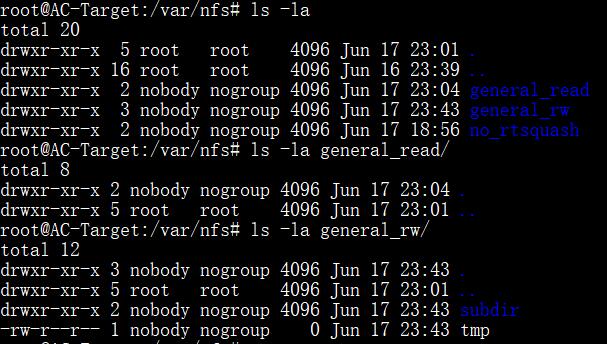 root@AC-Target:/var/nfs# ls -la
total 20
drwxr-xr-x  5 root   root    4096 Jun 17 23:01 .
drwxr-xr-x 16 root   root    4096 Jun 16 23:39 ..
drwxr-xr-x  2 nobody nogroup 4096 Jun 17 23:04 general_read
drwxr-xr-x  3 nobody nogroup 4096 Jun 17 23:43 general_rw
drwxr-xr-x  2 nobody nogroup 4096 Jun 17 18:56 no_rtsquash
root@AC-Target:/var/nfs# ls -la general_read/
total 8
drwxr-xr-x 2 nobody nogroup 4096 Jun 17 23:04 .
drwxr-xr-x 5 root   root    4096 Jun 17 23:01 ..
root@AC-Target:/var/nfs# ls -la general_rw/
total 12
drwxr-xr-x 3 nobody nogroup 4096 Jun 17 23:43 .
drwxr-xr-x 5 root   root    4096 Jun 17 23:01 ..
drwxr-xr-x 2 nobody nogroup 4096 Jun 17 23:43 subdir
-rw-r--r-- 1 nobody nogroup    0 Jun 17 23:43 tmp